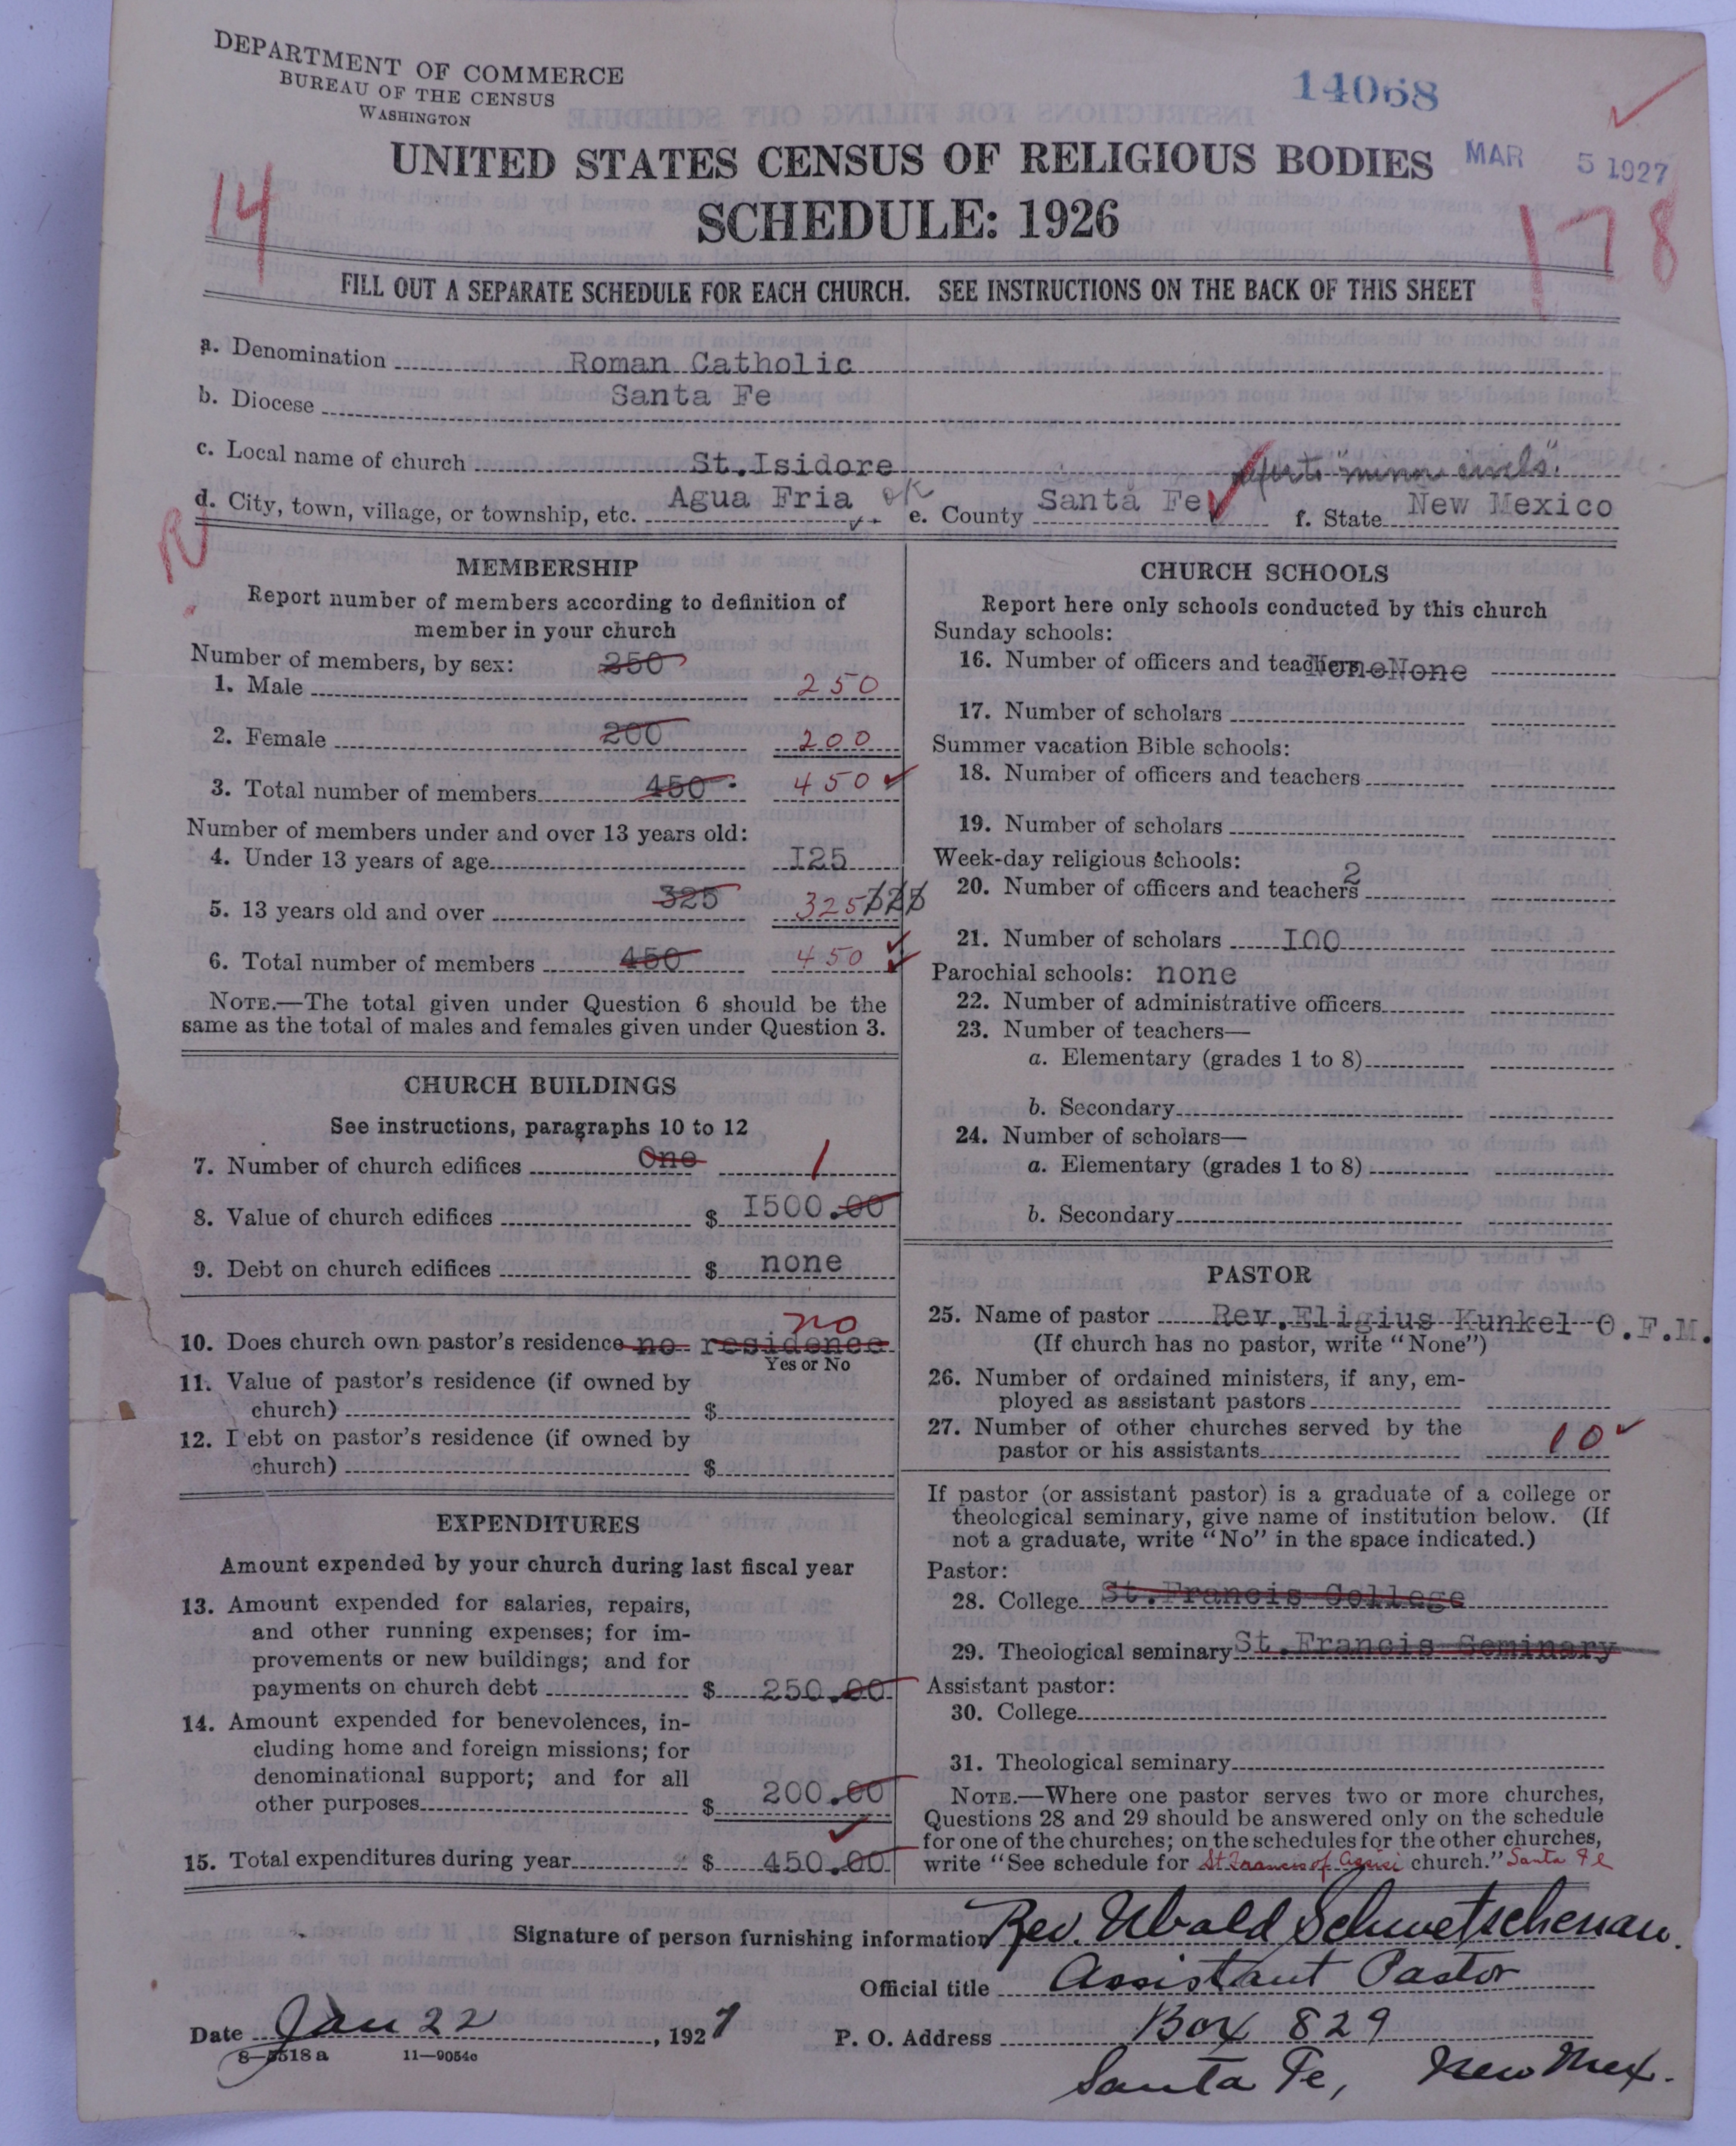 DEPARTMENT OF COMMERCE
BUREAU OF THE CENSUS
WASHINGTON
14068
UNITED STATES CENSUS OF RELIGIOUS BODIES
MAR 5 1927
14
SCHEDULE: 1926
178
FILL OUT A SEPARATE SCHEDULE FOR EACH CHURCH. SEE INSTRUCTIONS ON THE BACK OF THIS SHEET
a. Denomination Roman Catholic
b. Diocese Santa Fe
c. Local name of church St.Isidore "minor civils".
d. City, town, village, or township, etc. Agua Fria OK e. County Santa Fe f. State New Mexico
R
MEMBERSHIP
Report number of members according to definition of
member in your church
Number of members, by sex: 250
1. Male 250
2. Female 200 200
3. Total number of members 450 450
Number of members under and over 13 years old:
4. Under 13 years of age I25
5. 13 years old and over 325 325 325
6. Total number of members 450 450
NOTE.—The total given under Question 6 should be the
same as the total of males and females given under Question 3.
CHURCH BUILDINGS
See instructions, paragraphs 10 to 12
7. Number of church edifices One 1
8. Value of church edifices $ I500.00
9. Debt on church edifices $ none
10. Does church own pastor's residence no residence no
Yes or No
11. Value of pastor's residence (if owned by
church) $
12. Debt on pastor's residence (if owned by
church) $
EXPENDITURES
Amount expended by your church during last fiscal year
13. Amount expended for salaries, repairs,
and other running expenses; for im-
provements or new buildings; and for
payments on church debt $ 250.00
14. Amount expended for benevolences, in-
cluding home and foreign missions; for
denominational support; and for all
other purposes $ 200.00
15. Total expenditures during year $ 450.00
CHURCH SCHOOLS
Report here only schools conducted by this church
Sunday schools:
16. Number of officers and teachers None None
17. Number of scholars
Summer vacation Bible schools:
18. Number of officers and teachers
19. Number of scholars
Week-day religious schools:
20. Number of officers and teachers 2
21. Number of scholars I00
Parochial schools: none
22. Number of administrative officers
23. Number of teachers—
a. Elementary (grades 1 to 8)
b. Secondary
24. Number of scholars—
a. Elementary (grades 1 to 8)
b. Secondary
PASTOR
25. Name of pastor Rev.Eligius Kunkel O.F.M.
(If church has no pastor, write "None")
26. Number of ordained ministers, if any, em-
ployed as assistant pastors
27. Number of other churches served by the
pastor or his assistants 10
If pastor (or assistant pastor) is a graduate of a college or
theological seminary, give name of institution below. (If
not a graduate, write "No" in the space indicated.)
Pastor:
28. College St.Francis College
29. Theological seminary St.Francis Seminary
Assistant pastor:
30. College
31. Theological seminary
NOTE.—Where one pastor serves two or more churches,
Questions 28 and 29 should be answered only on the schedule
for one of the churches; on the schedules for the other churches,
write "See schedule for St Francis of Assisi church." Santa Fe
Signature of person furnishing information Rev. Ubald Schwetschenau.
Official title Assistant Pastor
Date Jan 22, 1927 P. O. Address Box 829
8—5518a 11—9054c
Santa Fe, New Mex.